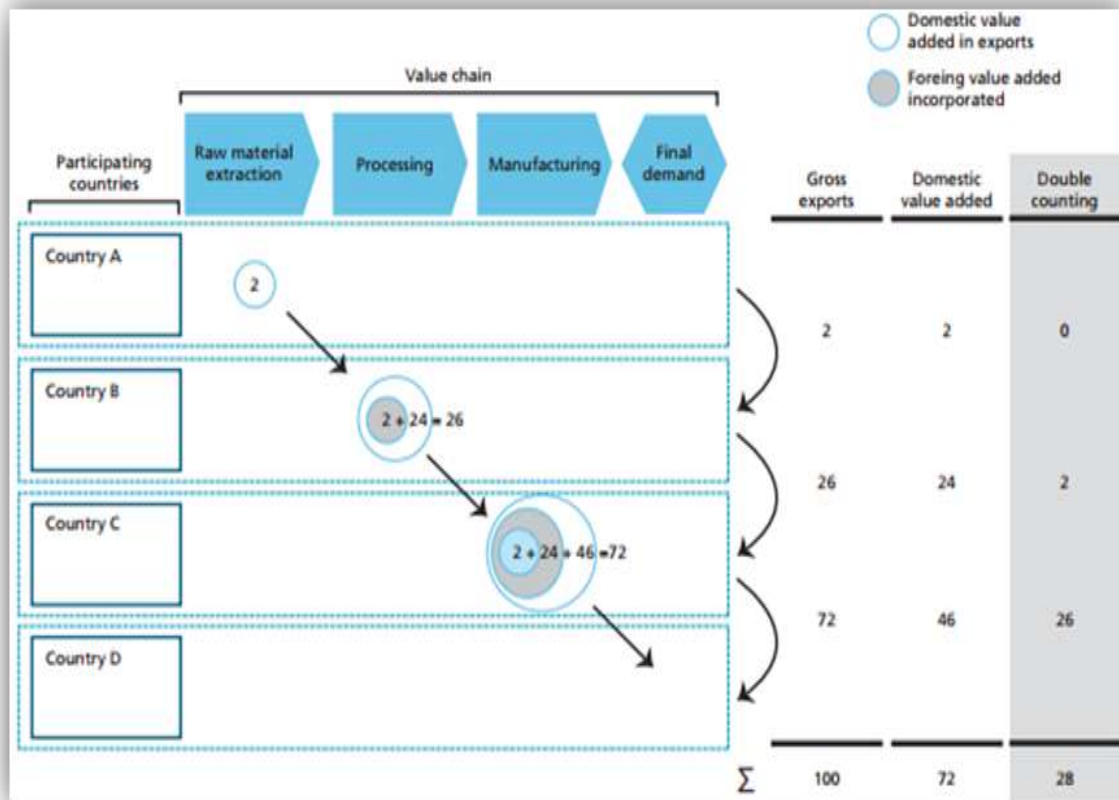 Domestic value
added in exports
Foreing value added
incorporated
Value chain
Participating
countries
Raw material
extraction
Processing
Manufacturing
Final
demand
Gross
exports
Domestic
value added
Double
counting
Country A
2
2 2 0
Country B
2 + 24 = 26
26 24 2
Country C
2 + 24 + 46 =72
72 46 26
Country D
Σ 100 72 28